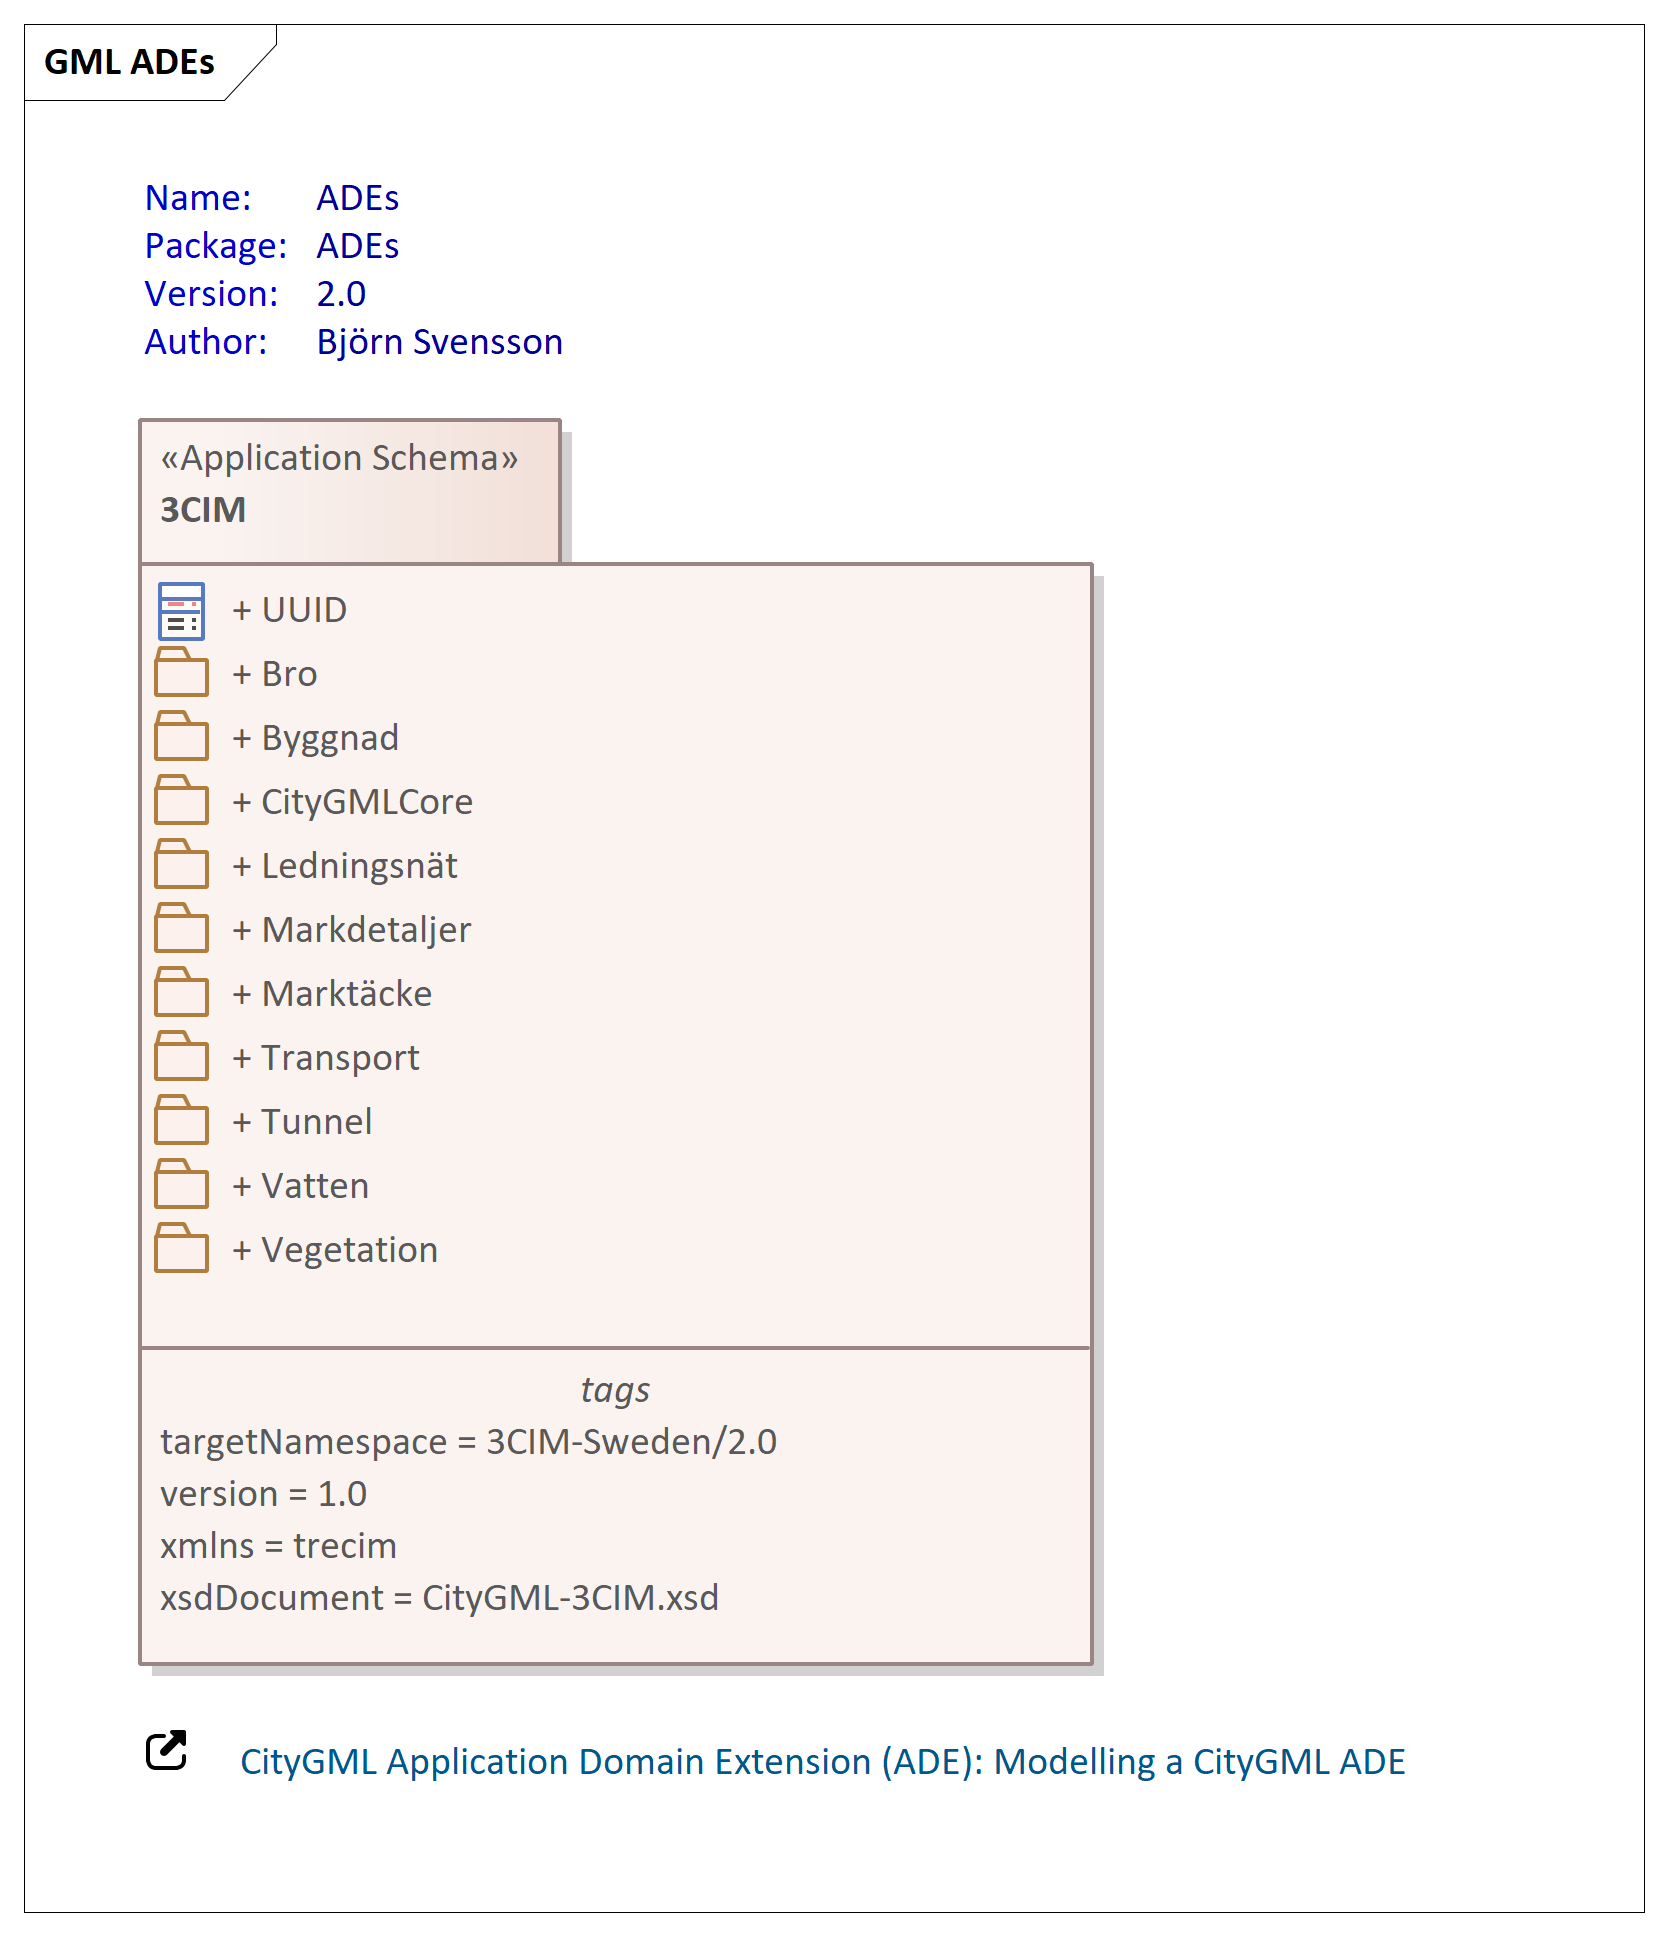 GML ADEs
Name: ADEs
Package: ADEs
Version: 2.0
Author: Björn Svensson
«Application Schema»
3CIM
+ UUID
+ Bro
+ Byggnad
+ CityGMLCore
+ Ledningsnät
+ Markdetaljer
+ Marktäcke
+ Transport
+ Tunnel
+ Vatten
+ Vegetation
tags
targetNamespace = 3CIM-Sweden/2.0
version = 1.0
xmlns = trecim
xsdDocument = CityGML-3CIM.xsd
CityGML Application Domain Extension (ADE): Modelling a CityGML ADE